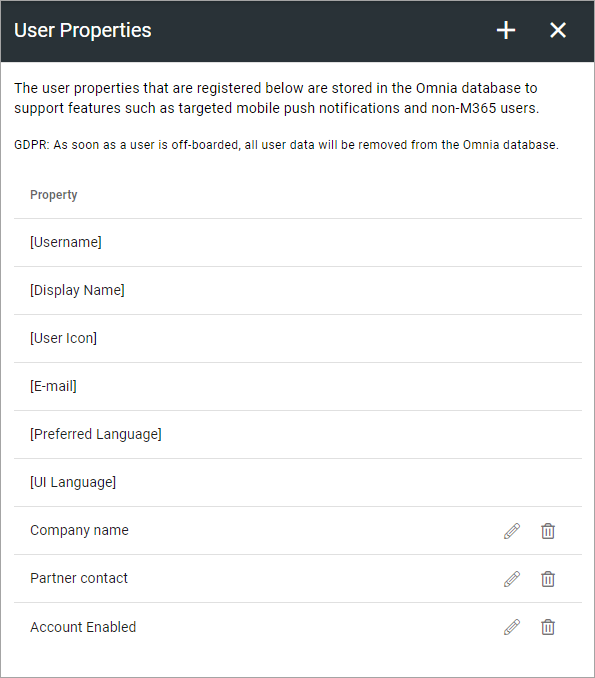 User Properties
The user properties that are registered below are stored in the Omnia database to
support features such as targeted mobile push notifications and non-M365 users.
GDPR: As soon as a user is off-boarded, all user data will be removed from the Omnia database.
Property
[Username]
[Display Name]
[User Icon]
[E-mail]
[Preferred Language]
[UI Language]
Company name
Partner contact
Account Enabled